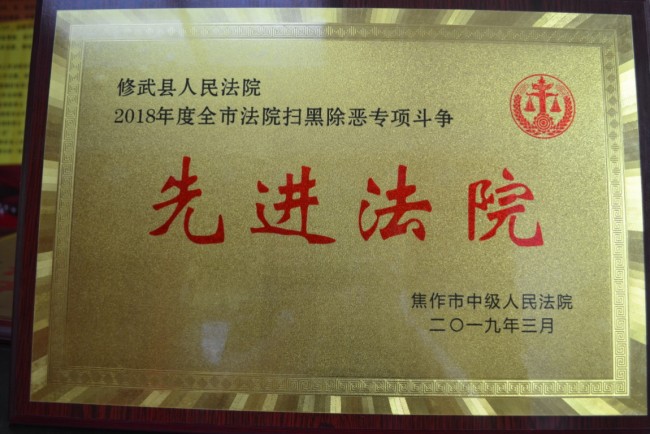 修武县人民法院
2018年度全市法院扫黑除恶专项斗争
先进法院
焦作市中级人民法院
二〇一九年三月